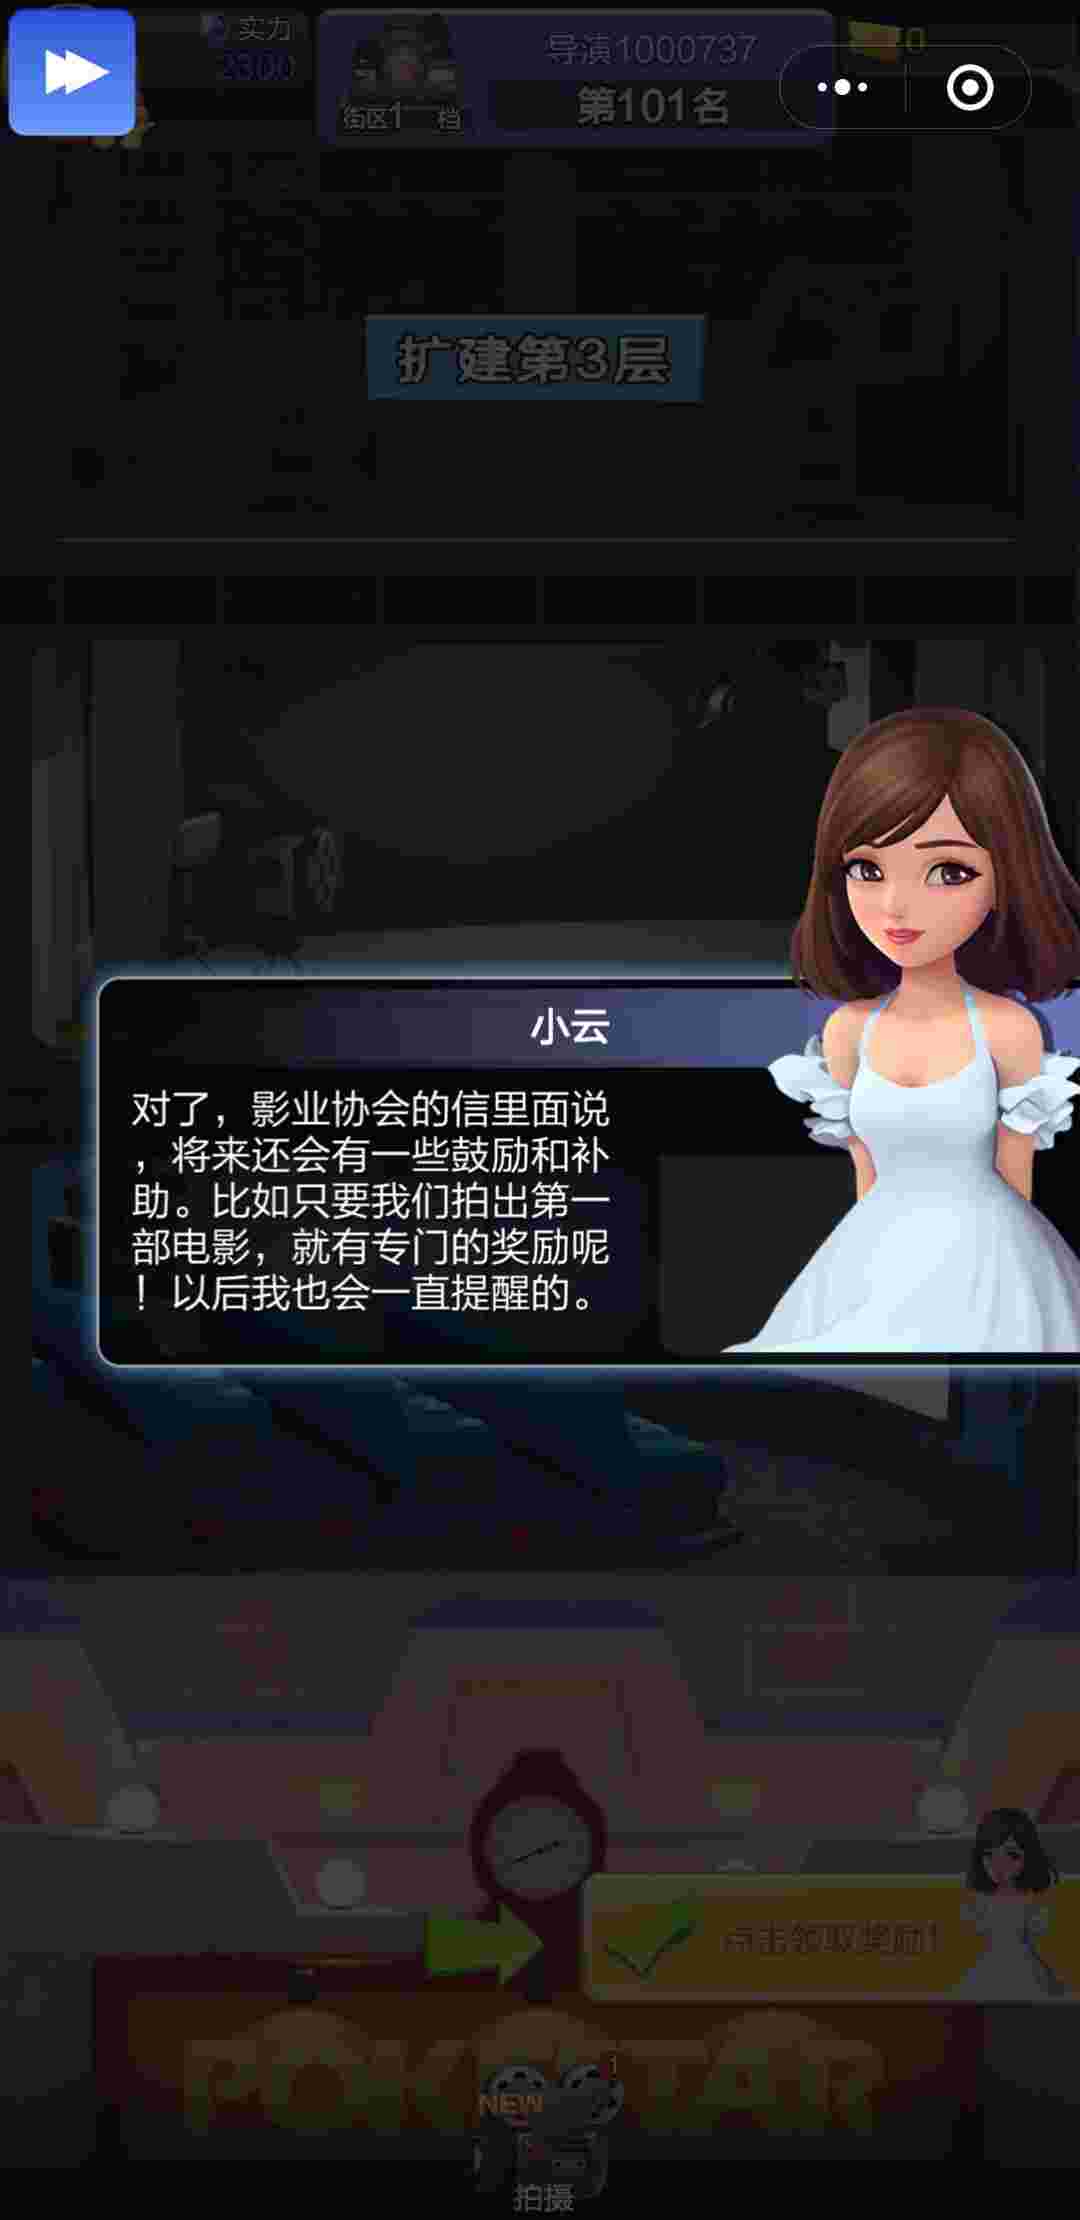 实力
2300
导演1000737
第101名
街区1 档
0
扩建第3层
小云
对了，影业协会的信里面说
，将来还会有一些鼓励和补
助。比如只要我们拍出第一
部电影，就有专门的奖励呢
！以后我也会一直提醒的。
点击领取奖励！
POKESTAR
1
NEW
拍摄